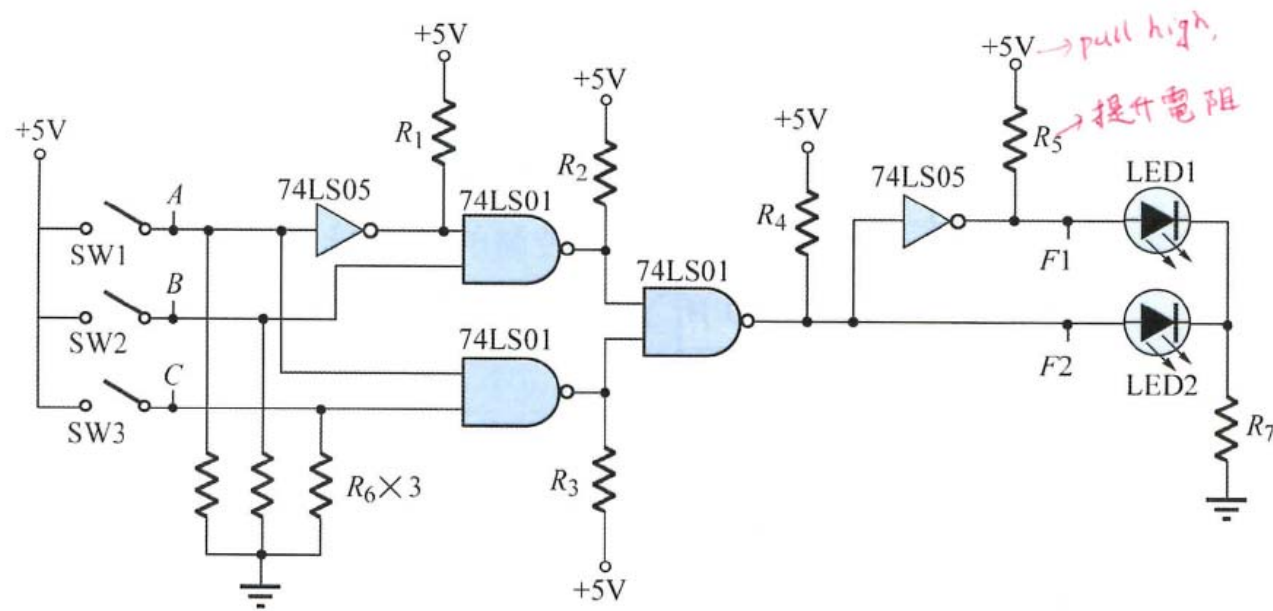 +5V → pull high,
+5V
+5V
R1
R5 → 提升電阻
+5V
+5V
R2
74LS05
LED1
A
74LS05
74LS01
R4
SW1
F1
B
74LS01
SW2
74LS01
F2
LED2
C
SW3
R7
R6×3
R3
+5V